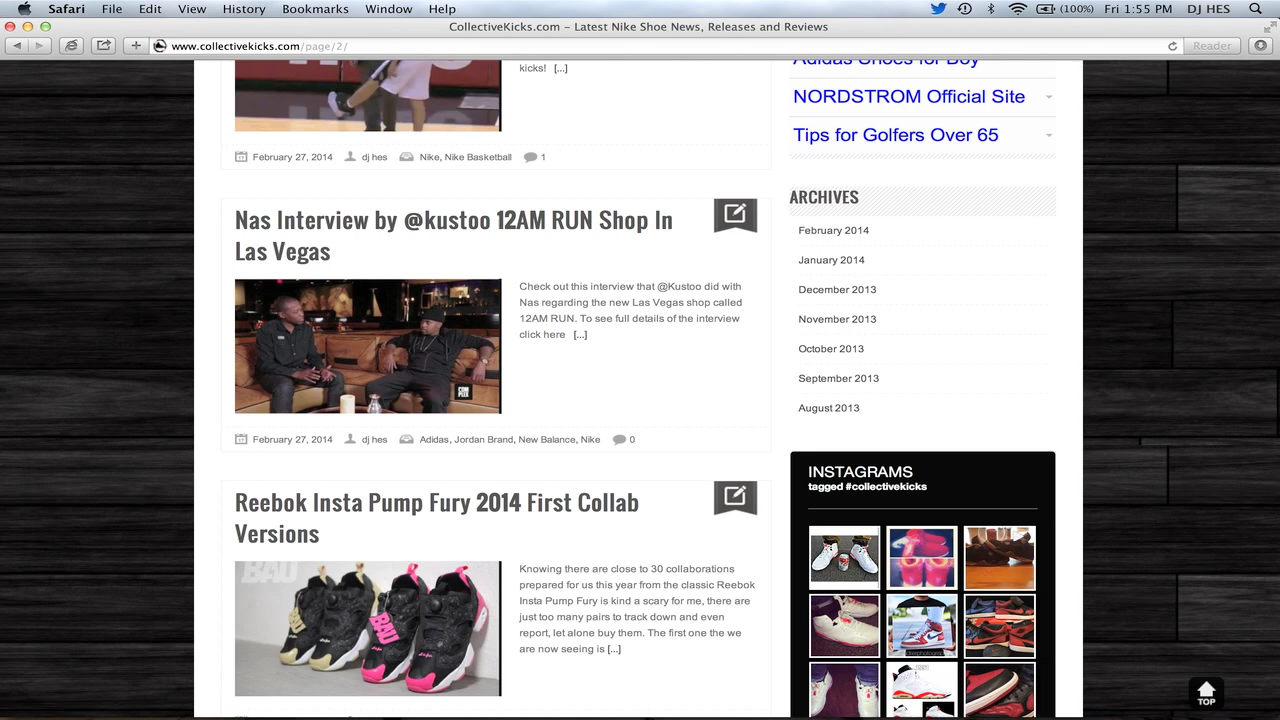 Safari File Edit View History Bookmarks Window Help (100%) Fri 1:55 PM DJ HES
CollectiveKicks.com – Latest Nike Shoe News, Releases and Reviews
www.collectivekicks.com/page/2/ Reader
kicks! [...]
February 27, 2014 dj hes Nike, Nike Basketball 1
Nas Interview by @kustoo 12AM RUN Shop In
Las Vegas
Check out this interview that @Kustoo did with
Nas regarding the new Las Vegas shop called
12AM RUN. To see full details of the interview
click here [...]
February 27, 2014 dj hes Adidas, Jordan Brand, New Balance, Nike 0
Reebok Insta Pump Fury 2014 First Collab
Versions
BAU
BAU
Knowing there are close to 30 collaborations
prepared for us this year from the classic Reebok
Insta Pump Fury is kind a scary for me, there are
just too many pairs to track down and even
report, let alone buy them. The first one the we
are now seeing is [...]
Adidas Shoes for Boy
NORDSTROM Official Site
Tips for Golfers Over 65
ARCHIVES
February 2014
January 2014
December 2013
November 2013
October 2013
September 2013
August 2013
INSTAGRAMS
tagged #collectivekicks
TOP